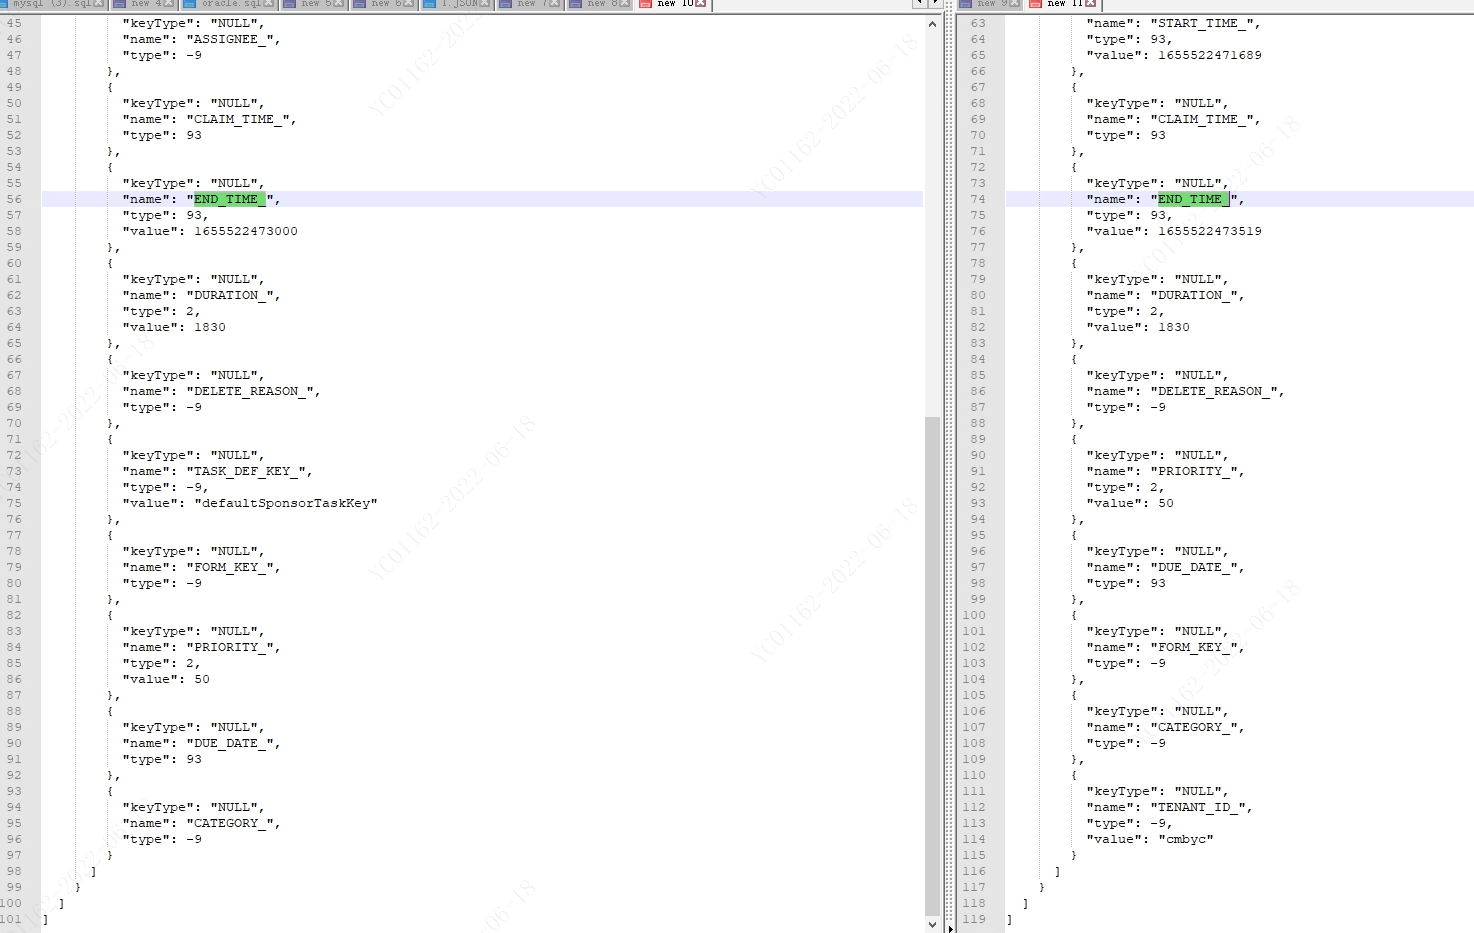 mysql (3).sql
new 4
oracle.sql
new 5
new 6
1.JSON
new 7
new 8
new 10
45 "keyType": "NULL",
46 "name": "ASSIGNEE_",
47 "type": -9
48 },
49 {
50 "keyType": "NULL",
51 "name": "CLAIM_TIME_",
52 "type": 93
53 },
54 {
55 "keyType": "NULL",
56 "name": "END_TIME_",
57 "type": 93,
58 "value": 1655522473000
59 },
60 {
61 "keyType": "NULL",
62 "name": "DURATION_",
63 "type": 2,
64 "value": 1830
65 },
66 {
67 "keyType": "NULL",
68 "name": "DELETE_REASON_",
69 "type": -9
70 },
71 {
72 "keyType": "NULL",
73 "name": "TASK_DEF_KEY_",
74 "type": -9,
75 "value": "defaultSponsorTaskKey"
76 },
77 {
78 "keyType": "NULL",
79 "name": "FORM_KEY_",
80 "type": -9
81 },
82 {
83 "keyType": "NULL",
84 "name": "PRIORITY_",
85 "type": 2,
86 "value": 50
87 },
88 {
89 "keyType": "NULL",
90 "name": "DUE_DATE_",
91 "type": 93
92 },
93 {
94 "keyType": "NULL",
95 "name": "CATEGORY_",
96 "type": -9
97 }
98 ]
99 }
100 ]
101 ]
new 9
new 11
63 "name": "START_TIME_",
64 "type": 93,
65 "value": 1655522471689
66 },
67 {
68 "keyType": "NULL",
69 "name": "CLAIM_TIME_",
70 "type": 93
71 },
72 {
73 "keyType": "NULL",
74 "name": "END_TIME_",
75 "type": 93,
76 "value": 1655522473519
77 },
78 {
79 "keyType": "NULL",
80 "name": "DURATION_",
81 "type": 2,
82 "value": 1830
83 },
84 {
85 "keyType": "NULL",
86 "name": "DELETE_REASON_",
87 "type": -9
88 },
89 {
90 "keyType": "NULL",
91 "name": "PRIORITY_",
92 "type": 2,
93 "value": 50
94 },
95 {
96 "keyType": "NULL",
97 "name": "DUE_DATE_",
98 "type": 93
99 },
100 {
101 "keyType": "NULL",
102 "name": "FORM_KEY_",
103 "type": -9
104 },
105 {
106 "keyType": "NULL",
107 "name": "CATEGORY_",
108 "type": -9
109 },
110 {
111 "keyType": "NULL",
112 "name": "TENANT_ID_",
113 "type": -9,
114 "value": "cmbyc"
115 }
116 ]
117 }
118 ]
119 ]
YC01162-2022-06-18
YC01162-2022-06-18
YC01162-2022-06-18